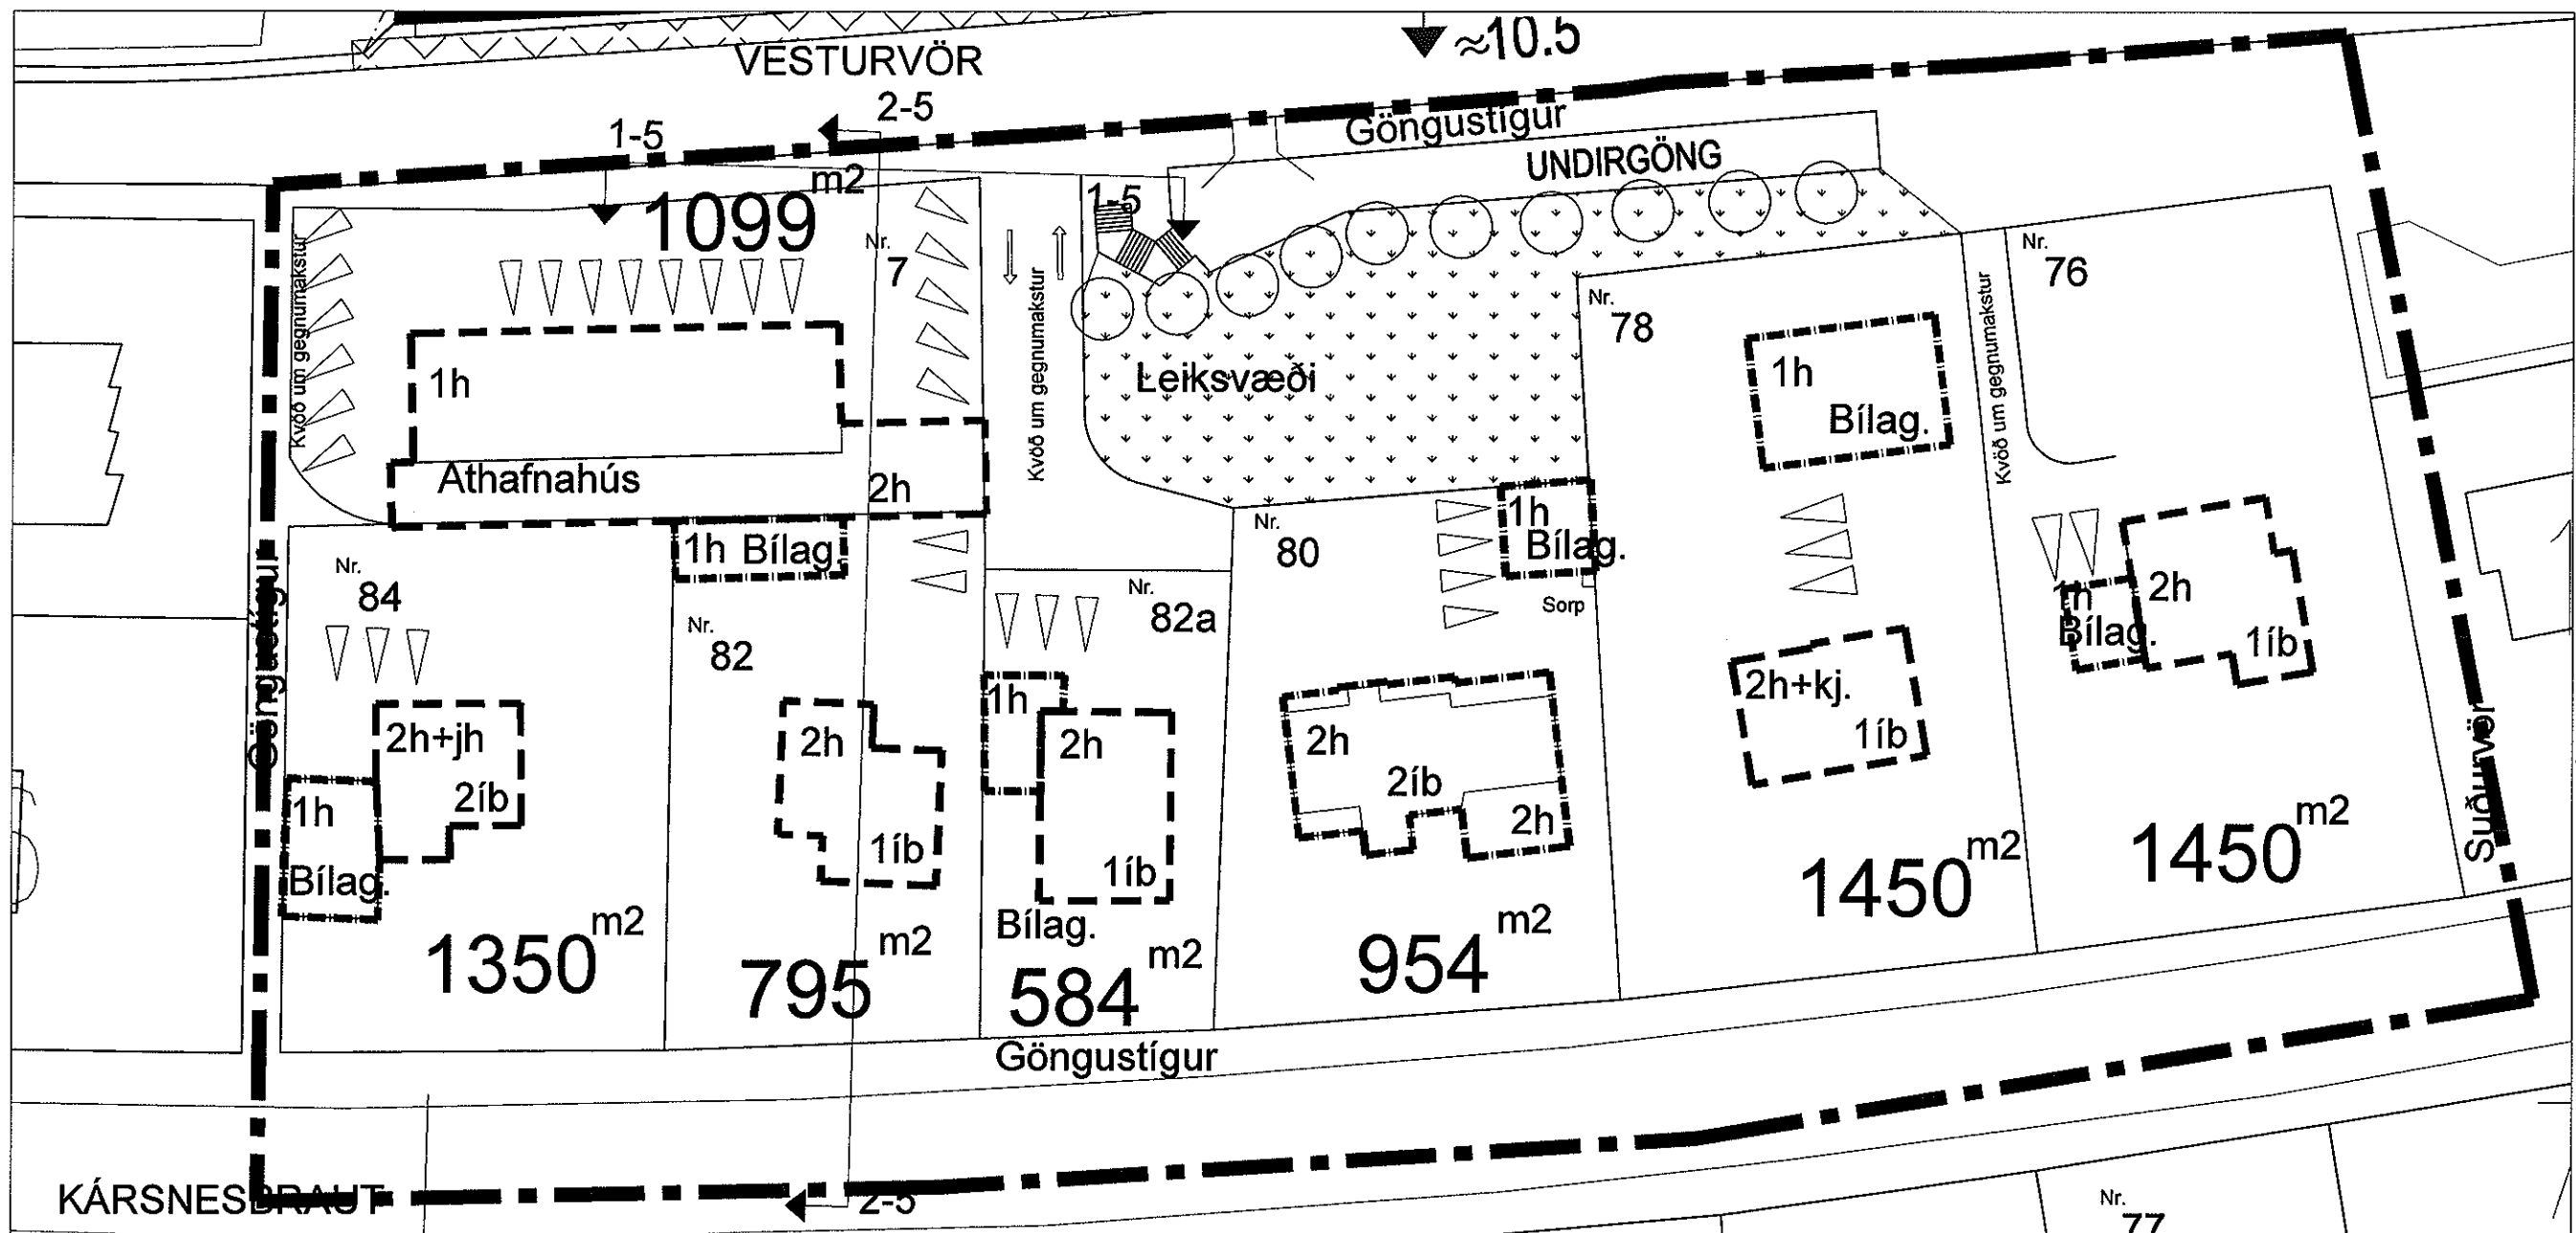 VESTURVÖR
≈10.5
2-5
1-5
Göngustígur
UNDIRGÖNG
1099 m2
1-5
Nr.
7
Nr.
76
Nr.
78
Kvöð um gegnumakstur
Kvöð um gegnumakstur
Kvöð um gegnumakstur
1h
Leiksvæði
1h
Bílag.
Athafnahús
2h
1h Bílag.
1h
Bílag.
Nr.
80
Sorp
Nr.
84
Nr.
82
Nr.
82a
1h
Bílag.
2h
1íb
Göngustígur
2h+jh
2íb
1h
Bílag.
2h
1íb
1h
2h
1íb
Bílag.
2h
2íb
2h
2h+kj.
1íb
Suðurvör
1350 m2
795 m2
584 m2
954 m2
1450 m2
1450 m2
Göngustígur
KÁRSNESBRAUT
2-5
Nr.
77